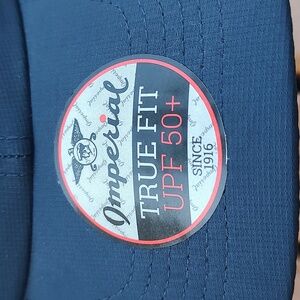 Imperial
TRUE FIT
UPF 50+
SINCE
1916